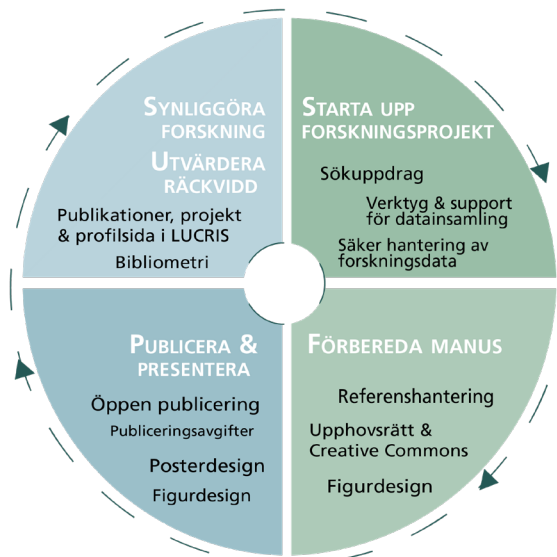 SYNLIGGÖRA
FORSKNING
UTVÄRDERA
RÄCKVIDD
Publikationer, projekt
& profilsida i LUCRIS
Bibliometri
STARTA UPP
FORSKNINGSPROJEKT
Sökuppdrag
Verktyg & support
för datainsamling
Säker hantering av
forskningsdata
PUBLICERA &
PRESENTERA
Öppen publicering
Publiceringsavgifter
Posterdesign
Figurdesign
FÖRBEREDA MANUS
Referenshantering
Upphovsrätt &
Creative Commons
Figurdesign